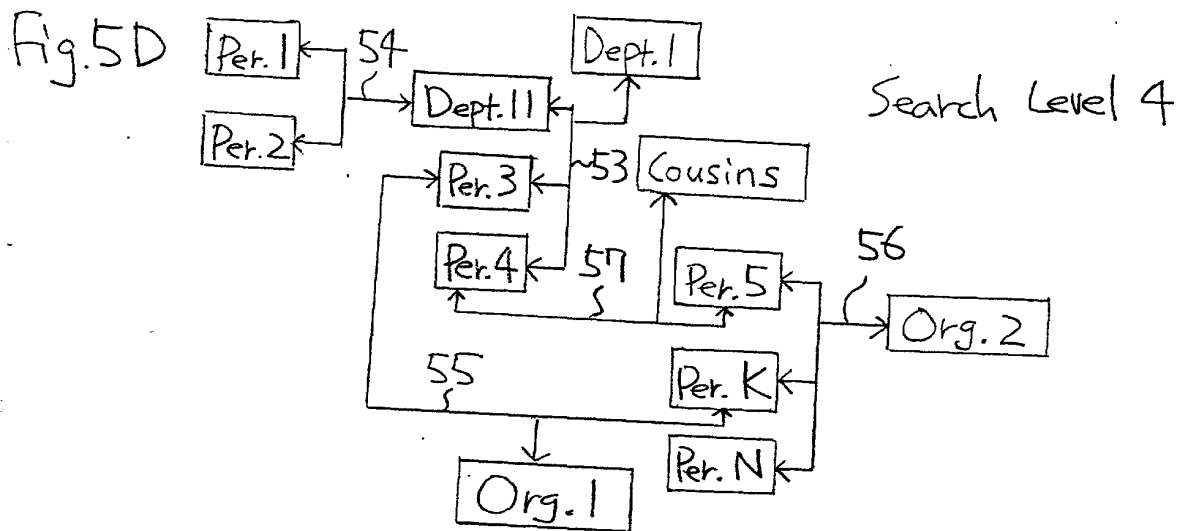 Fig. 5D
Per. 1
54
Dept. 1
Dept. 11
Search Level 4
Per. 2
53
Per. 3
Cousins
Per. 4
57
Per. 5
56
Org. 2
55
Per. K
Per. N
Org. 1